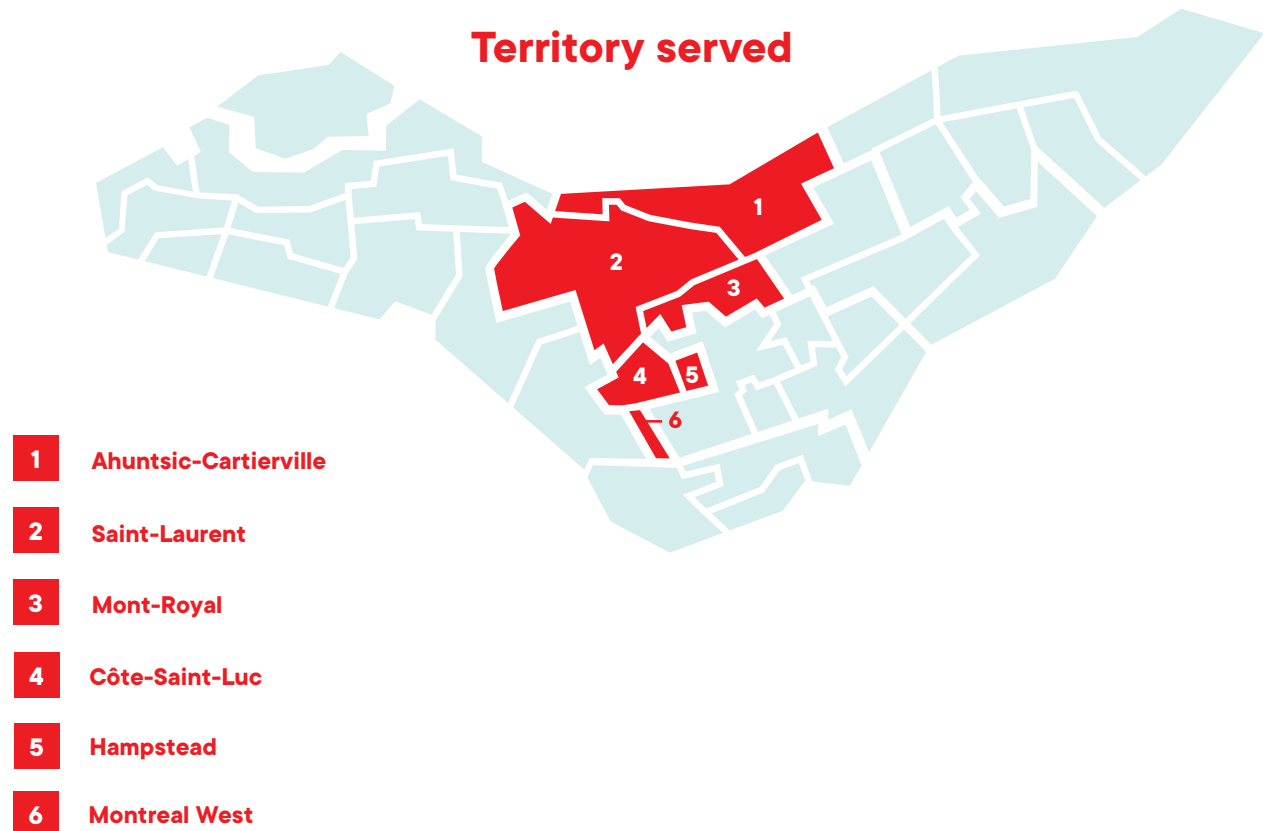 Territory served
1
2
3
4
5
6
1 Ahuntsic-Cartierville
2 Saint-Laurent
3 Mont-Royal
4 Côte-Saint-Luc
5 Hampstead
6 Montreal West